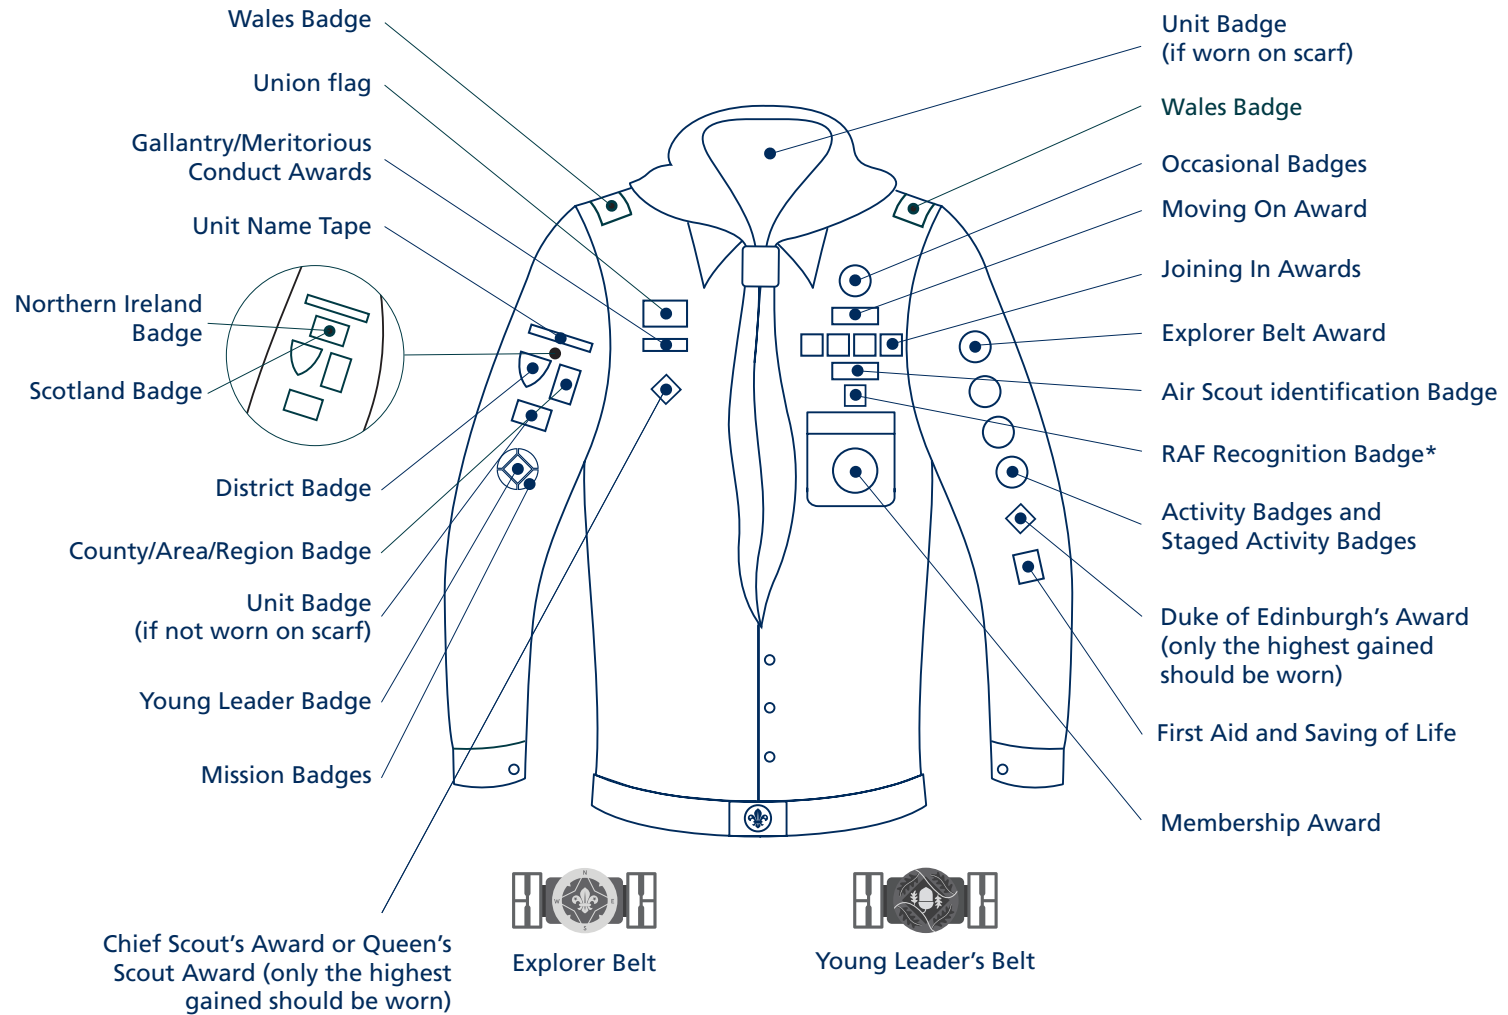 Wales Badge
Union flag
Gallantry/Meritorious
Conduct Awards
Unit Name Tape
Northern Ireland
Badge
Scotland Badge
District Badge
County/Area/Region Badge
Unit Badge
(if not worn on scarf)
Young Leader Badge
Mission Badges
Chief Scout’s Award or Queen’s
Scout Award (only the highest
gained should be worn)
Unit Badge
(if worn on scarf)
Wales Badge
Occasional Badges
Moving On Award
Joining In Awards
Explorer Belt Award
Air Scout identification Badge
RAF Recognition Badge*
Activity Badges and
Staged Activity Badges
Duke of Edinburgh’s Award
(only the highest gained
should be worn)
First Aid and Saving of Life
Membership Award
N
W E
S
Explorer Belt
Young Leader’s Belt